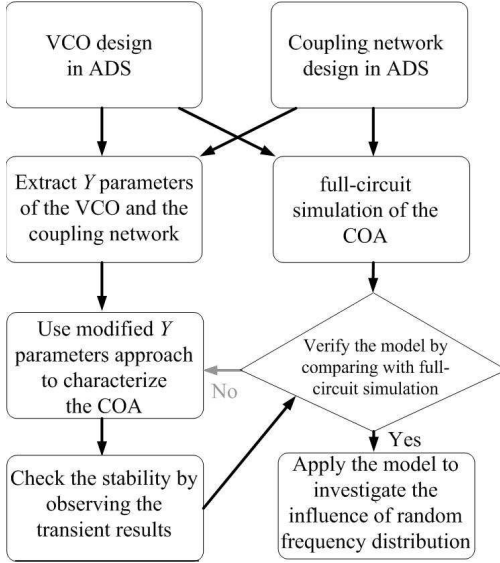 VCO design
in ADS
Coupling network
design in ADS
Extract Y parameters
of the VCO and the
coupling network
full-circuit
simulation of the
COA
Use modified Y
parameters approach
to characterize
the COA
Verify the model by
comparing with full-
circuit simulation
No
Yes
Check the stability by
observing the
transient results
Apply the model to
investigate the
influence of random
frequency distribution